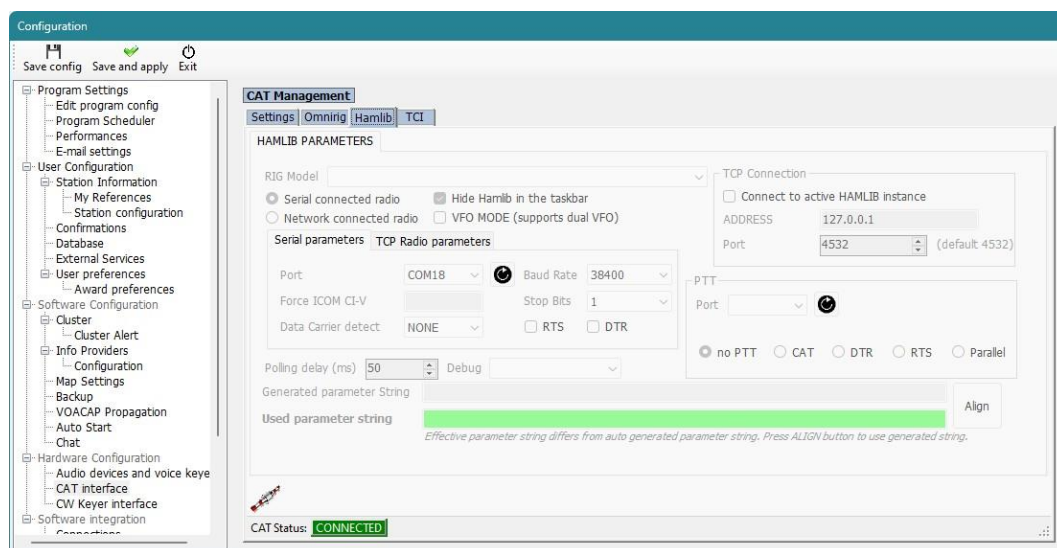 Configuration
Save config Save and apply Exit
Program Settings
Edit program config
Program Scheduler
Performances
E-mail settings
User Configuration
Station Information
My References
Station configuration
Confirmations
Database
External Services
User preferences
Award preferences
Software Configuration
Cluster
Cluster Alert
Info Providers
Configuration
Map Settings
Backup
VOACAP Propagation
Auto Start
Chat
Hardware Configuration
Audio devices and voice keye
CAT interface
CW Keyer interface
Software integration
Connections
CAT Management
Settings Omnirig Hamlib TCI
HAMLIB PARAMETERS
RIG Model
Serial connected radio Hide Hamlib in the taskbar
Network connected radio VFO MODE (supports dual VFO)
Serial parameters TCP Radio parameters
Port COM18 Baud Rate 38400
Force ICOM CI-V Stop Bits 1
Data Carrier detect NONE RTS DTR
Polling delay (ms) 50 Debug
TCP Connection
Connect to active HAMLIB instance
ADDRESS 127.0.0.1
Port 4532 (default 4532)
PTT
Port
no PTT CAT DTR RTS Parallel
Generated parameter String
Used parameter string
Align
Effective parameter string differs from auto generated parameter string. Press ALIGN button to use generated string.
CAT Status: CONNECTED